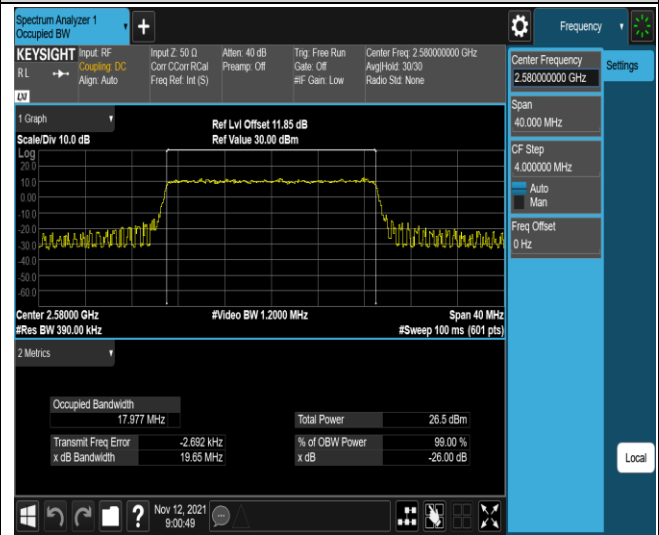 Spectrum Analyzer 1
Occupied BW
+
Frequency
KEYSIGHT
RL
LXI
Input: RF
Coupling: DC
Align: Auto
Input Z: 50 Ω
Corr CCorr RCal
Freq Ref: Int (S)
Atten: 40 dB
Preamp: Off
Trig: Free Run
Gate: Off
#IF Gain: Low
Center Freq: 2.580000000 GHz
Avg|Hold: 30/30
Radio Std: None
Center Frequency
2.580000000 GHz
Settings
Span
40.000 MHz
CF Step
4.000000 MHz
Auto
Man
Freq Offset
0 Hz
1 Graph
Scale/Div 10.0 dB
Ref Lvl Offset 11.85 dB
Ref Value 30.00 dBm
Log
20.0
10.0
0.00
-10.0
-20.0
-30.0
-40.0
-50.0
-60.0
Center 2.58000 GHz
#Video BW 1.2000 MHz
Span 40 MHz
#Res BW 390.00 kHz
#Sweep 100 ms (601 pts)
2 Metrics
Occupied Bandwidth
17.977 MHz
Total Power 26.5 dBm
Transmit Freq Error -2.692 kHz
% of OBW Power 99.00 %
x dB Bandwidth 19.65 MHz
x dB -26.00 dB
Local
?
Nov 12, 2021
9:00:49